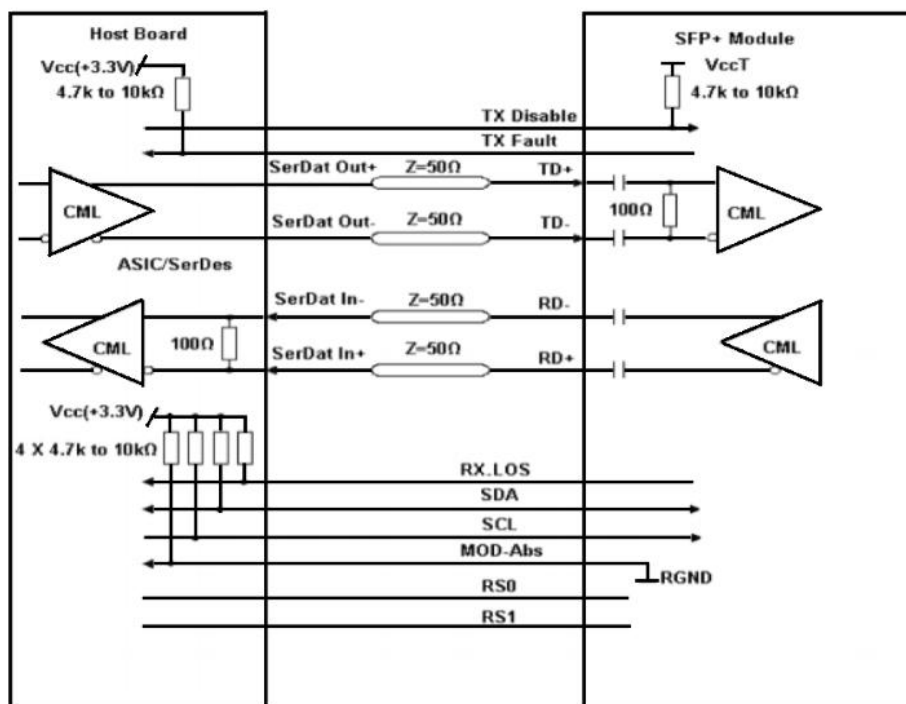 Host Board
SFP+ Module
Vcc(+3.3V)
4.7k to 10kΩ
VccT
4.7k to 10kΩ
TX Disable
TX Fault
SerDat Out+
Z=50Ω
TD+
CML
100Ω
CML
SerDat Out-
Z=50Ω
TD-
ASIC/SerDes
SerDat In-
Z=50Ω
RD-
CML
100Ω
CML
SerDat In+
Z=50Ω
RD+
Vcc(+3.3V)
4 X 4.7k to 10kΩ
RX.LOS
SDA
SCL
MOD-Abs
RGND
RS0
RS1